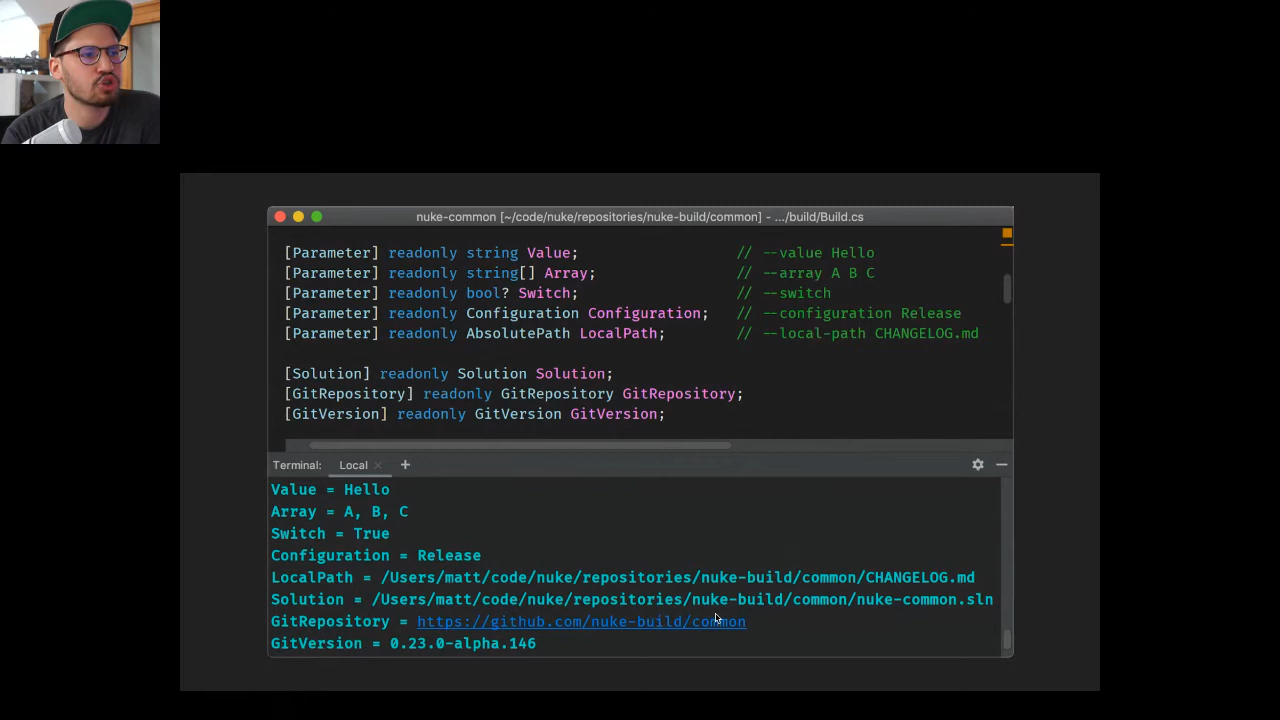 nuke-common [~/code/nuke/repositories/nuke-build/common] - .../build/Build.cs
[Parameter] readonly string Value; // --value Hello
[Parameter] readonly string[] Array; // --array A B C
[Parameter] readonly bool? Switch; // --switch
[Parameter] readonly Configuration Configuration; // --configuration Release
[Parameter] readonly AbsolutePath LocalPath; // --local-path CHANGELOG.md
[Solution] readonly Solution Solution;
[GitRepository] readonly GitRepository GitRepository;
[GitVersion] readonly GitVersion GitVersion;
Terminal: Local × +
Value = Hello
Array = A, B, C
Switch = True
Configuration = Release
LocalPath = /Users/matt/code/nuke/repositories/nuke-build/common/CHANGELOG.md
Solution = /Users/matt/code/nuke/repositories/nuke-build/common/nuke-common.sln
GitRepository = https://github.com/nuke-build/common
GitVersion = 0.23.0-alpha.146